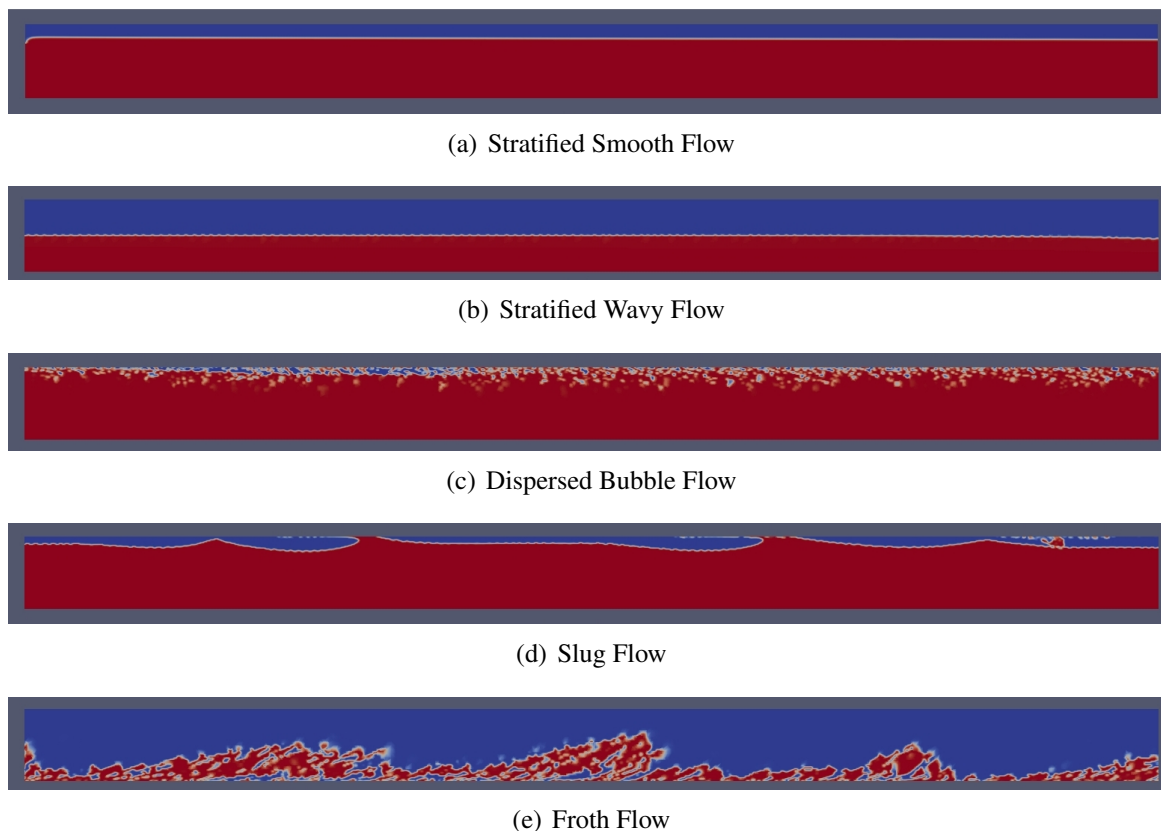 (a) Stratified Smooth Flow
(b) Stratified Wavy Flow
(c) Dispersed Bubble Flow
(d) Slug Flow
(e) Froth Flow